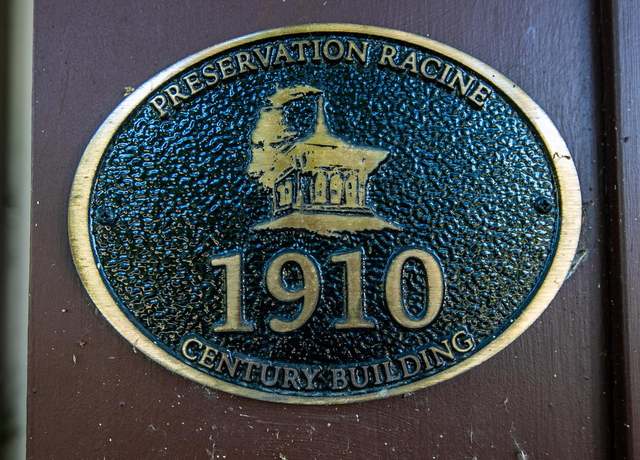 PRESERVATION RACINE
1910
CENTURY BUILDING